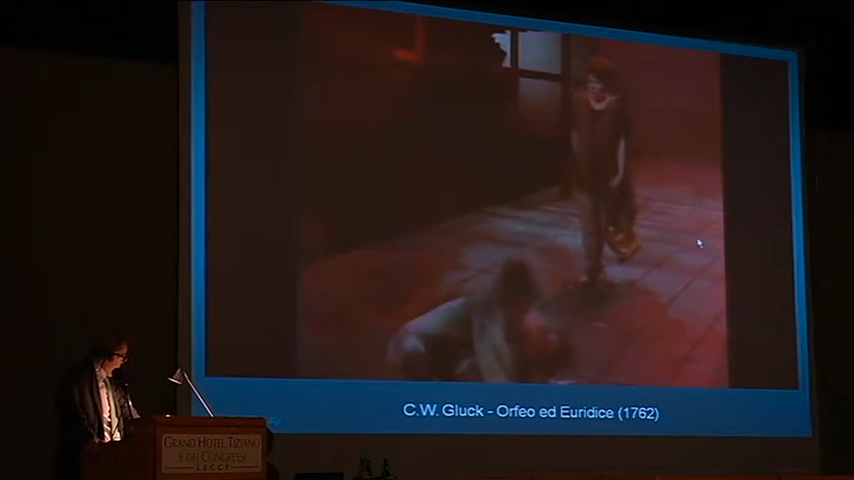 C.W. Gluck - Orfeo ed Euridice (1762)
GRAND HOTEL TIZIANO
E DEI CONGRESSI
LECCE